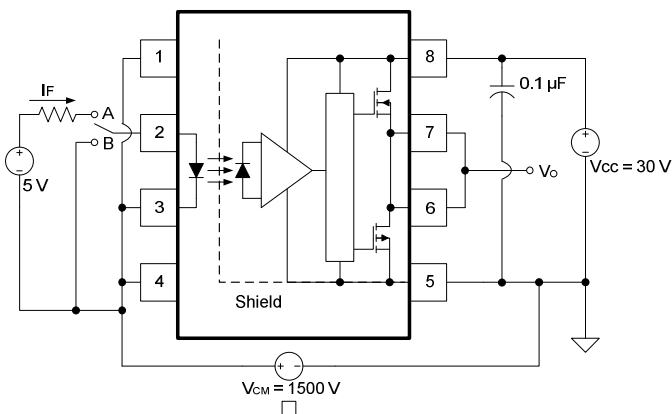 1
8
IF
A
0.1 µF
2
7
B
+
−
5 V
+
−
VCC = 30 V
VO
3
6
4
5
Shield
+ −
VCM = 1500 V